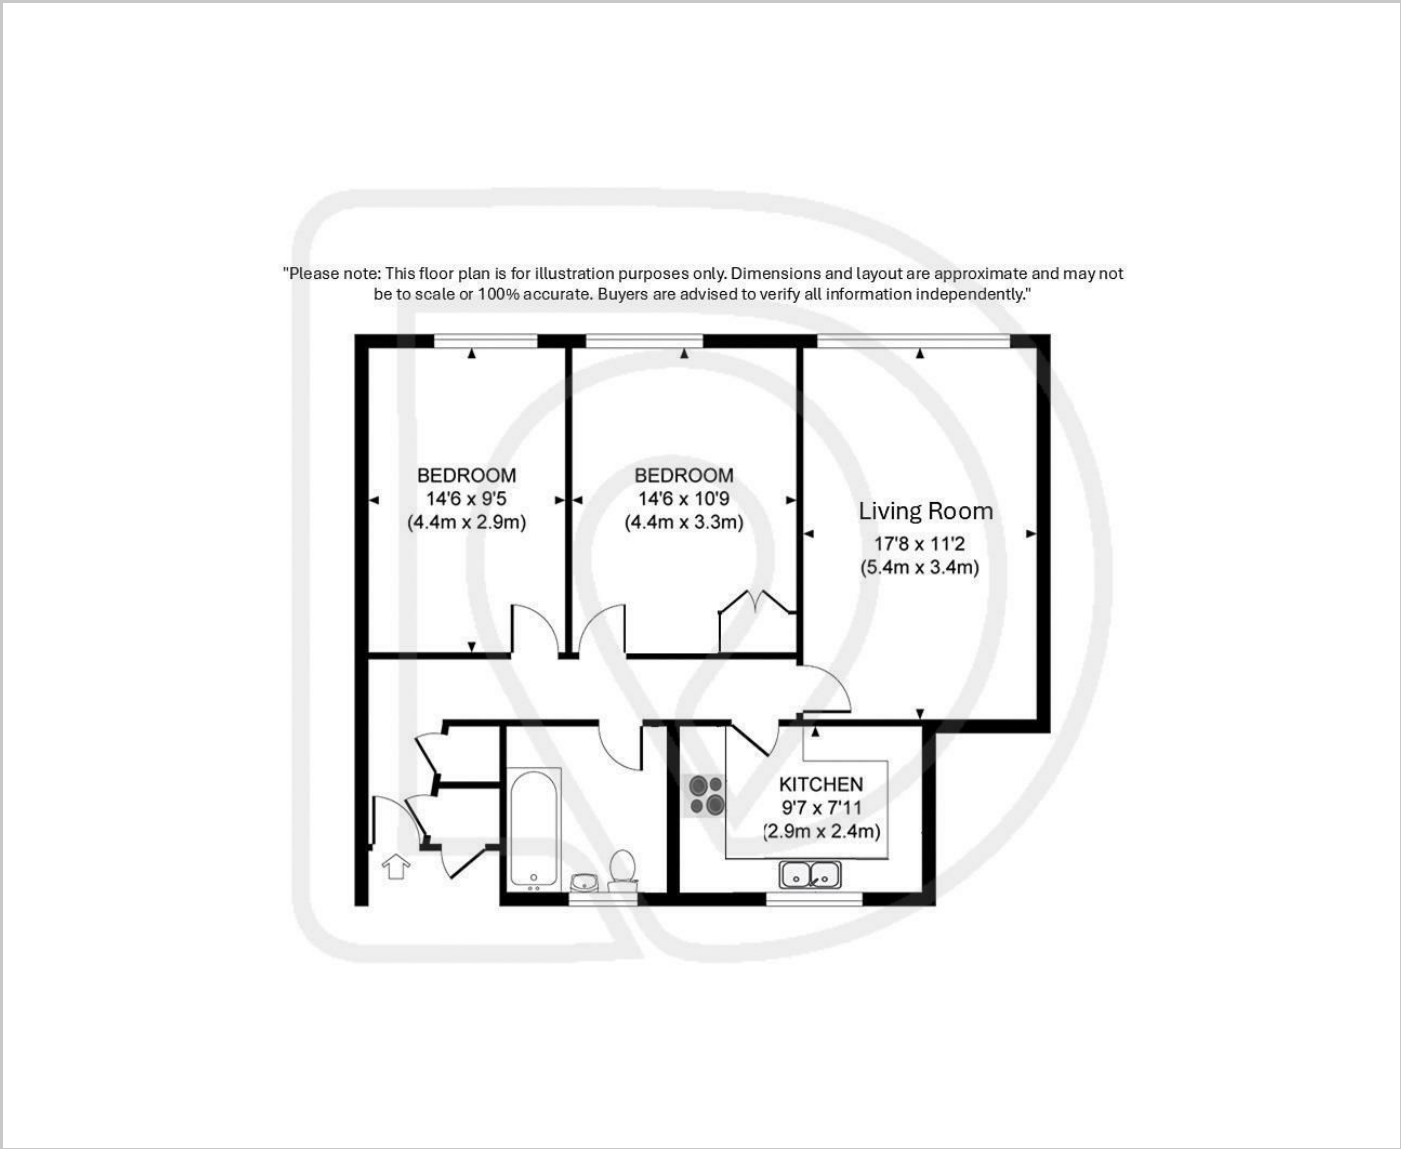 "Please note: This floor plan is for illustration purposes only. Dimensions and layout are approximate and may not
be to scale or 100% accurate. Buyers are advised to verify all information independently."
BEDROOM
14'6 x 9'5
(4.4m x 2.9m)
BEDROOM
14'6 x 10'9
(4.4m x 3.3m)
Living Room
17'8 x 11'2
(5.4m x 3.4m)
KITCHEN
9'7 x 7'11
(2.9m x 2.4m)